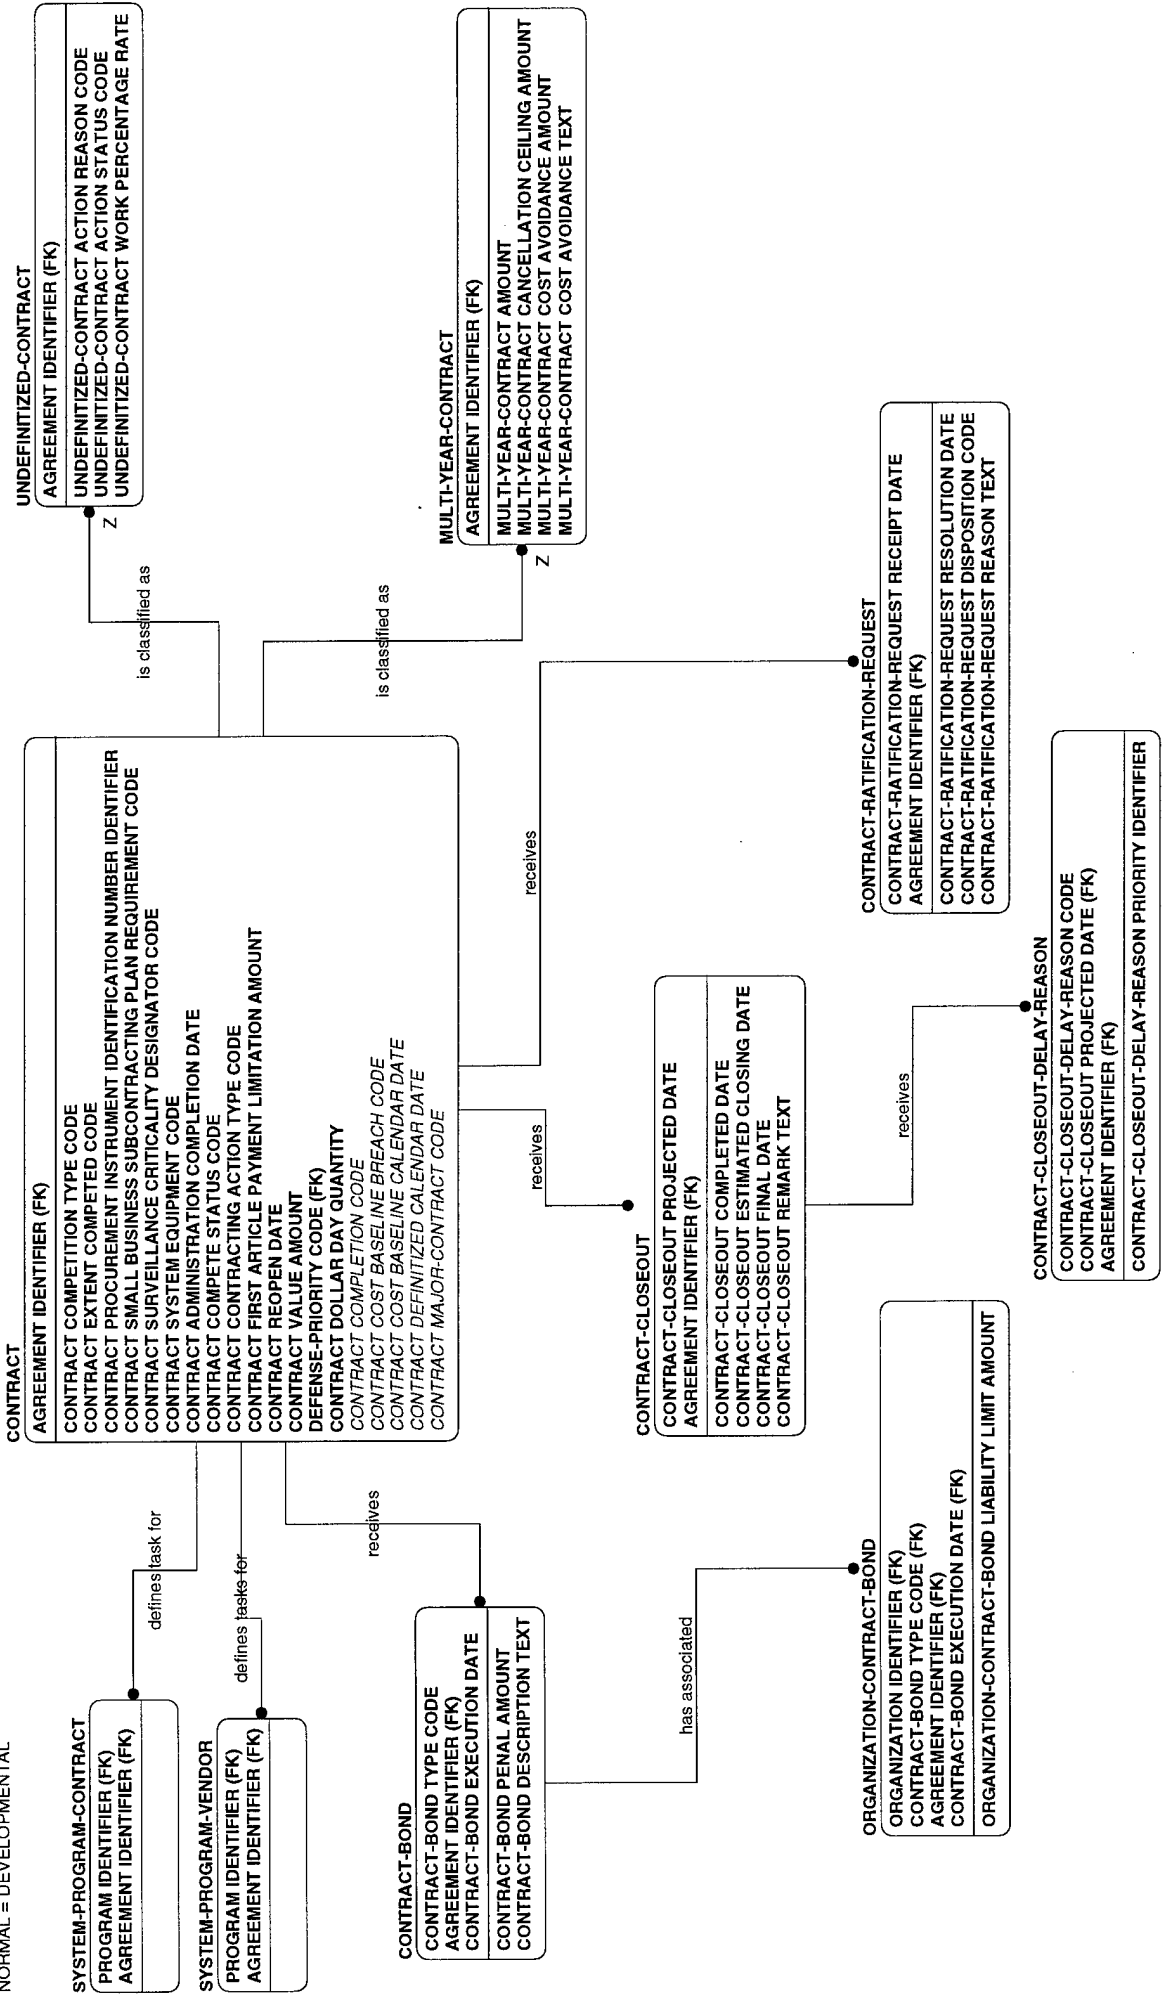 NORMAL = DEVELOPMENTAL
SYSTEM-PROGRAM-CONTRACT
PROGRAM IDENTIFIER (FK)
AGREEMENT IDENTIFIER (FK)
SYSTEM-PROGRAM-VENDOR
PROGRAM IDENTIFIER (FK)
AGREEMENT IDENTIFIER (FK)
defines task for
defines tasks for
receives
CONTRACT
AGREEMENT IDENTIFIER (FK)
CONTRACT COMPETITION TYPE CODE
CONTRACT EXTENT COMPETED CODE
CONTRACT PROCUREMENT INSTRUMENT IDENTIFICATION NUMBER IDENTIFIER
CONTRACT SMALL BUSINESS SUBCONTRACTING PLAN REQUIREMENT CODE
CONTRACT SURVEILLANCE CRITICALITY DESIGNATOR CODE
CONTRACT SYSTEM EQUIPMENT CODE
CONTRACT ADMINISTRATION COMPLETION DATE
CONTRACT COMPETE STATUS CODE
CONTRACT CONTRACTING ACTION TYPE CODE
CONTRACT FIRST ARTICLE PAYMENT LIMITATION AMOUNT
CONTRACT REOPEN DATE
CONTRACT VALUE AMOUNT
DEFENSE-PRIORITY CODE (FK)
CONTRACT DOLLAR DAY QUANTITY
CONTRACT COMPLETION CODE
CONTRACT COST BASELINE BREACH CODE
CONTRACT COST BASELINE CALENDAR DATE
CONTRACT DEFINITIZED CALENDAR DATE
CONTRACT MAJOR-CONTRACT CODE
is classified as
is classified as
UNDEFINITIZED-CONTRACT
AGREEMENT IDENTIFIER (FK)
UNDEFINITIZED-CONTRACT ACTION REASON CODE
UNDEFINITIZED-CONTRACT ACTION STATUS CODE
UNDEFINITIZED-CONTRACT WORK PERCENTAGE RATE
Z
MULTI-YEAR-CONTRACT
AGREEMENT IDENTIFIER (FK)
MULTI-YEAR-CONTRACT AMOUNT
MULTI-YEAR-CONTRACT CANCELLATION CEILING AMOUNT
MULTI-YEAR-CONTRACT COST AVOIDANCE AMOUNT
MULTI-YEAR-CONTRACT COST AVOIDANCE TEXT
Z
CONTRACT-BOND
CONTRACT-BOND TYPE CODE
AGREEMENT IDENTIFIER (FK)
CONTRACT-BOND EXECUTION DATE
CONTRACT-BOND PENAL AMOUNT
CONTRACT-BOND DESCRIPTION TEXT
has associated
receives
receives
CONTRACT-CLOSEOUT
CONTRACT-CLOSEOUT PROJECTED DATE
AGREEMENT IDENTIFIER (FK)
CONTRACT-CLOSEOUT COMPLETED DATE
CONTRACT-CLOSEOUT ESTIMATED CLOSING DATE
CONTRACT-CLOSEOUT FINAL DATE
CONTRACT-CLOSEOUT REMARK TEXT
receives
ORGANIZATION-CONTRACT-BOND
ORGANIZATION IDENTIFIER (FK)
CONTRACT-BOND TYPE CODE (FK)
AGREEMENT IDENTIFIER (FK)
CONTRACT-BOND EXECUTION DATE (FK)
ORGANIZATION-CONTRACT-BOND LIABILITY LIMIT AMOUNT
CONTRACT-RATIFICATION-REQUEST
CONTRACT-RATIFICATION-REQUEST RECEIPT DATE
AGREEMENT IDENTIFIER (FK)
CONTRACT-RATIFICATION-REQUEST RESOLUTION DATE
CONTRACT-RATIFICATION-REQUEST DISPOSITION CODE
CONTRACT-RATIFICATION-REQUEST REASON TEXT
CONTRACT-CLOSEOUT-DELAY-REASON
CONTRACT-CLOSEOUT-DELAY-REASON CODE
CONTRACT-CLOSEOUT PROJECTED DATE (FK)
AGREEMENT IDENTIFIER (FK)
CONTRACT-CLOSEOUT-DELAY-REASON PRIORITY IDENTIFIER